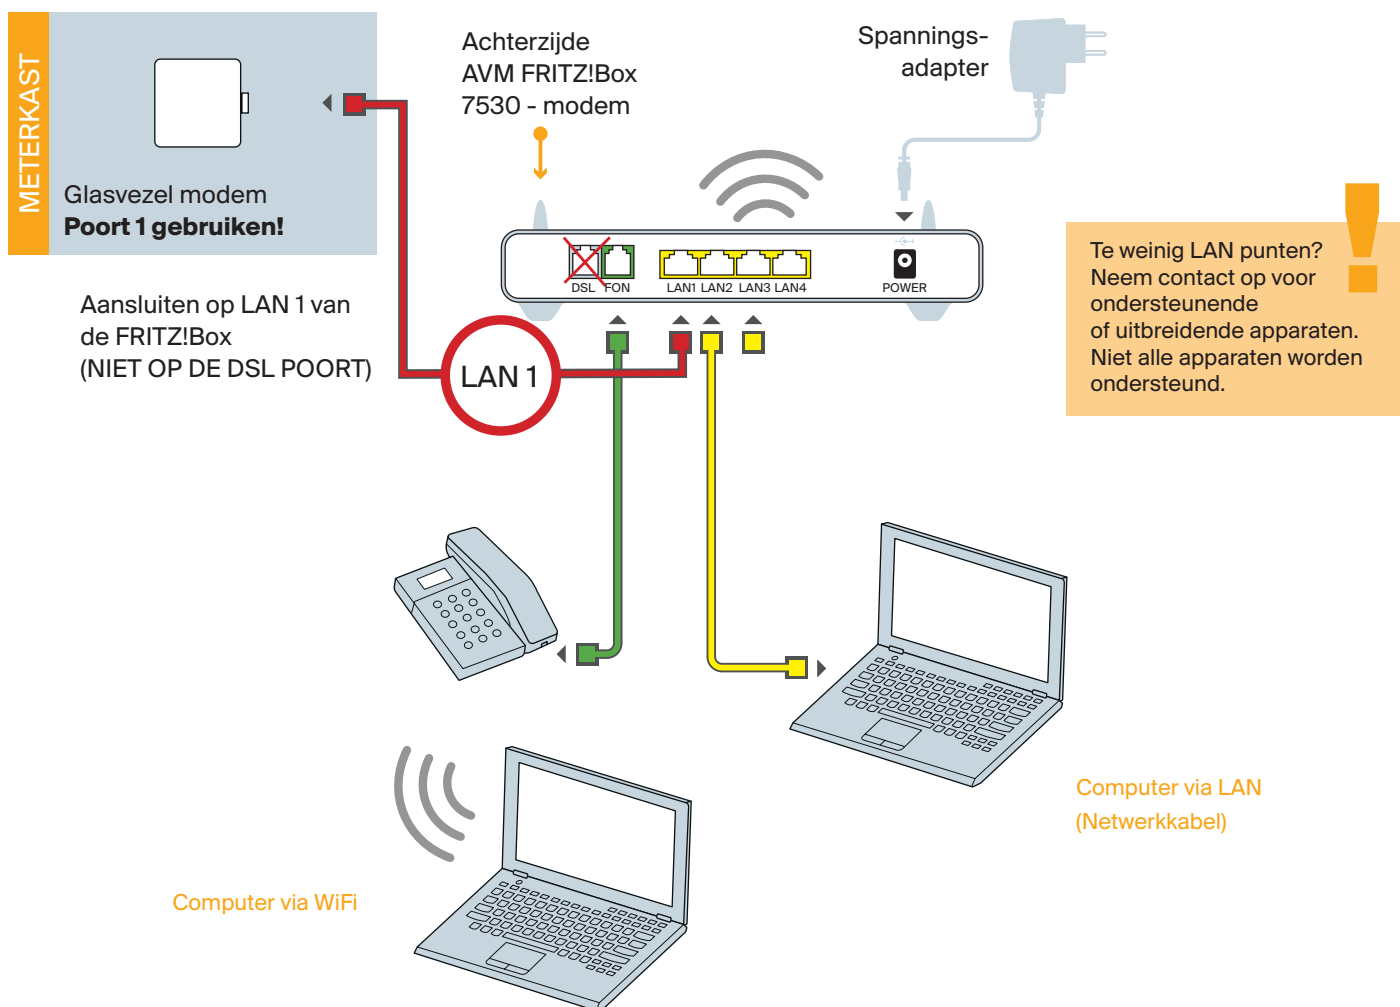 METERKAST
Glasvezel modem
Poort 1 gebruiken!
Achterzijde
AVM FRITZ!Box
7530 - modem
Spannings-
adapter
Aansluiten op LAN 1 van
de FRITZ!Box
(NIET OP DE DSL POORT)
DSL FON LAN1 LAN2 LAN3 LAN4 POWER
LAN 1
!
Te weinig LAN punten?
Neem contact op voor
ondersteunende
of uitbreidende apparaten.
Niet alle apparaten worden
ondersteund.
Computer via LAN
(Netwerkkabel)
Computer via WiFi